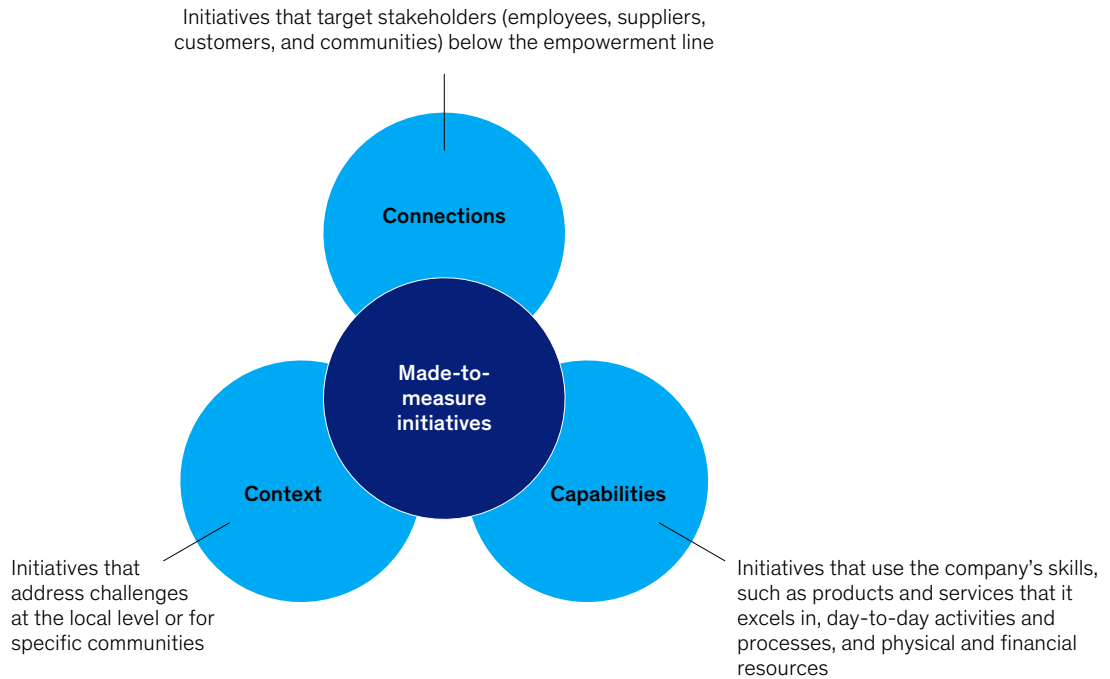 Initiatives that target stakeholders (employees, suppliers,
customers, and communities) below the empowerment line
Connections
Made-to-
measure
initiatives
Context
Capabilities
Initiatives that
address challenges
at the local level or for
specific communities
Initiatives that use the company’s skills,
such as products and services that it
excels in, day-to-day activities and
processes, and physical and financial
resources